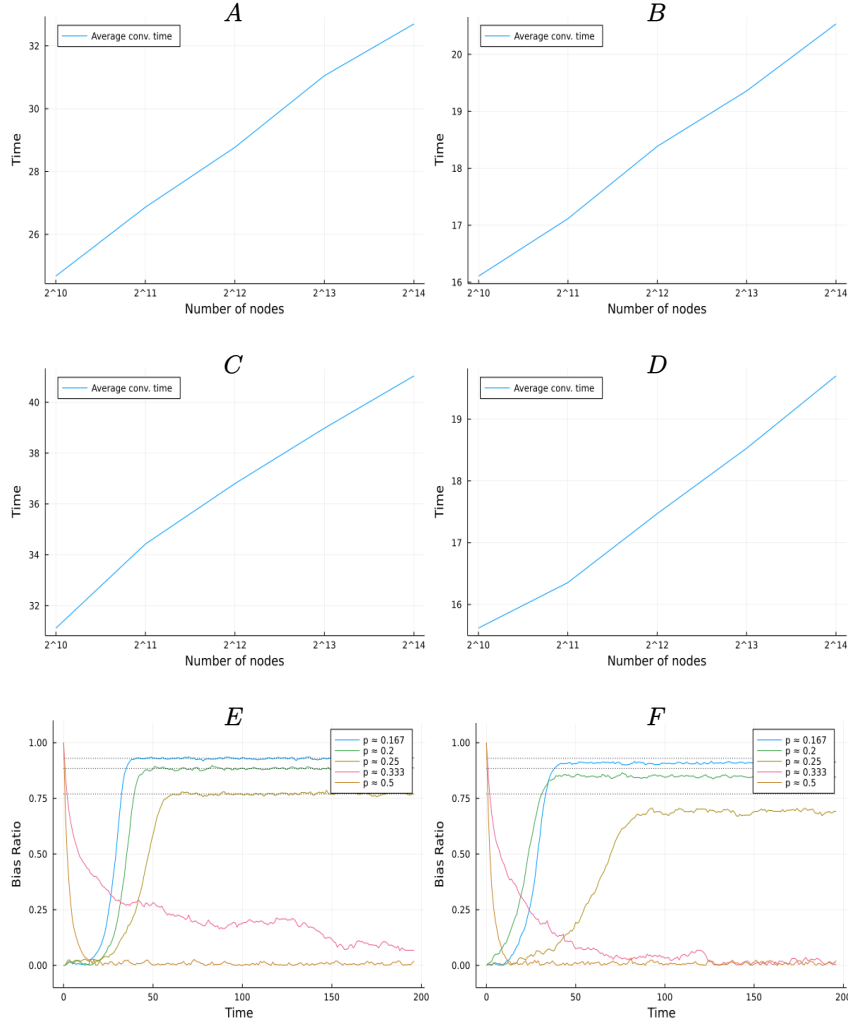 A
Average conv. time
32
30
28
26
Time
2^10 2^11 2^12 2^13 2^14
Number of nodes
B
Average conv. time
20
19
18
17
16
Time
2^10 2^11 2^12 2^13 2^14
Number of nodes
C
Average conv. time
40
38
36
34
32
Time
2^10 2^11 2^12 2^13 2^14
Number of nodes
D
Average conv. time
19
18
17
16
Time
2^10 2^11 2^12 2^13 2^14
Number of nodes
E
p ≈ 0.167
p ≈ 0.2
p ≈ 0.25
p ≈ 0.333
p ≈ 0.5
1.00
0.75
0.50
0.25
0.00
Bias Ratio
0 50 100 150 200
Time
F
p ≈ 0.167
p ≈ 0.2
p ≈ 0.25
p ≈ 0.333
p ≈ 0.5
1.00
0.75
0.50
0.25
0.00
Bias Ratio
0 50 100 150 200
Time